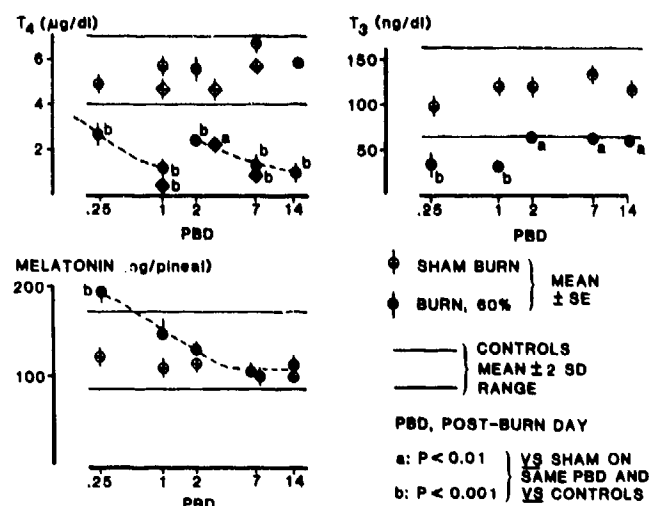 T4 (µg/dl)
6
4
2
b
b
b
b
a
b
b
b
.25 1 2 7 14
PBD
T3 (ng/dl)
150
100
50
b
b
a
a
a
.25 1 2 7 14
PBD
MELATONIN ng/pineal)
200
100
b
.25 1 2 7 14
PBD
SHAM BURN
BURN, 60%
MEAN
± SE
CONTROLS
MEAN ± 2 SD
RANGE
PBD, POST-BURN DAY
a: P < 0.01
b: P < 0.001
VS SHAM ON
SAME PBD AND
VS CONTROLS